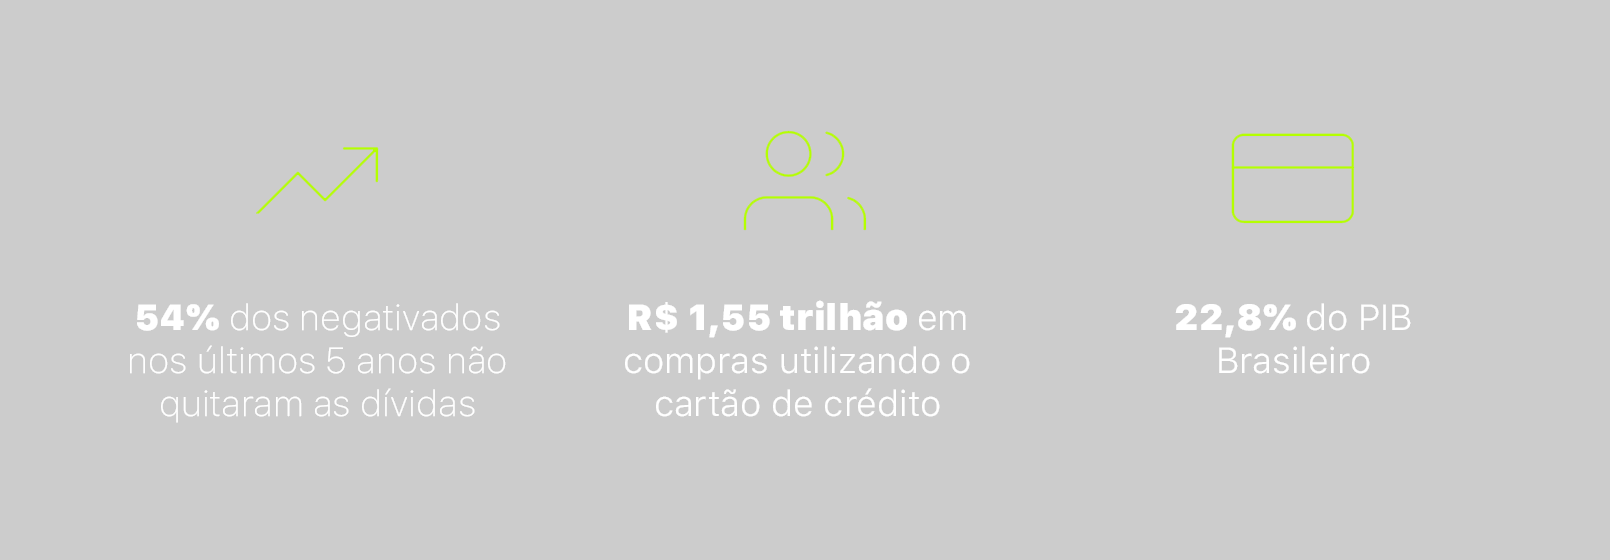 54% dos negativados
nos últimos 5 anos não
quitaram as dívidas
R$ 1,55 trilhão em
compras utilizando o
cartão de crédito
22,8% do PIB
Brasileiro